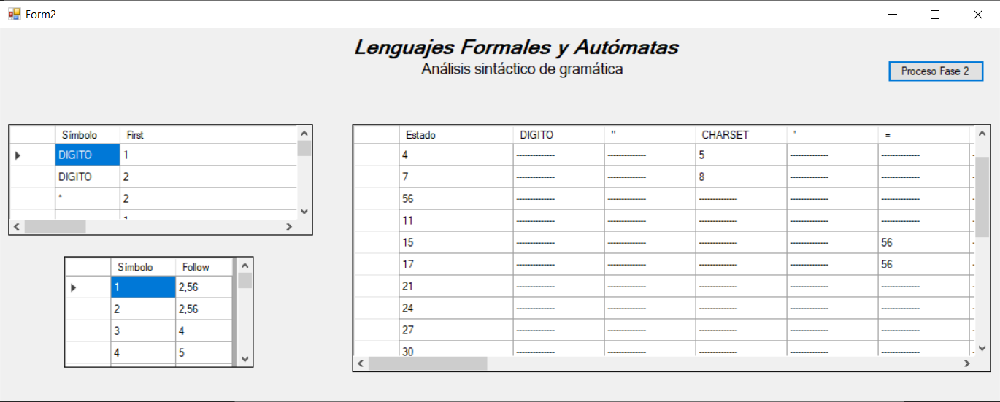 Form2
Lenguajes Formales y Autómatas
Análisis sintáctico de gramática
Proceso Fase 2
Símbolo First
DIGITO 1
DIGITO 2
* 2
1
Símbolo Follow
1 2,56
2 2,56
3 4
4 5
Estado DIGITO " CHARSET ' =
4 -------------- -------------- 5 -------------- --------------
7 -------------- -------------- 8 -------------- --------------
56 -------------- -------------- -------------- -------------- --------------
11 -------------- -------------- -------------- -------------- --------------
15 -------------- -------------- -------------- -------------- 56
17 -------------- -------------- -------------- -------------- 56
21 -------------- -------------- -------------- -------------- --------------
24 -------------- -------------- -------------- -------------- --------------
27 -------------- -------------- -------------- -------------- --------------
30 -------------- -------------- -------------- -------------- --------------